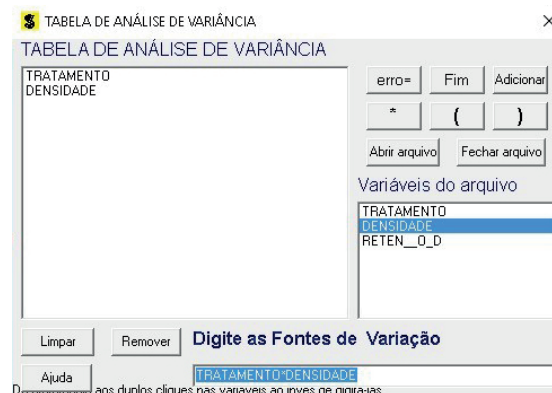 TABELA DE ANÁLISE DE VARIÂNCIA
TABELA DE ANÁLISE DE VARIÂNCIA
TRATAMENTO
DENSIDADE
erro= Fim Adicionar
* ( )
Abrir arquivo Fechar arquivo
Variáveis do arquivo
TRATAMENTO
DENSIDADE
RETEN__O_D
Limpar Remover Digite as Fontes de Variação
Ajuda TRATAMENTO*DENSIDADE
aos duplos cliques nas variáveis ao invés de digitá-las